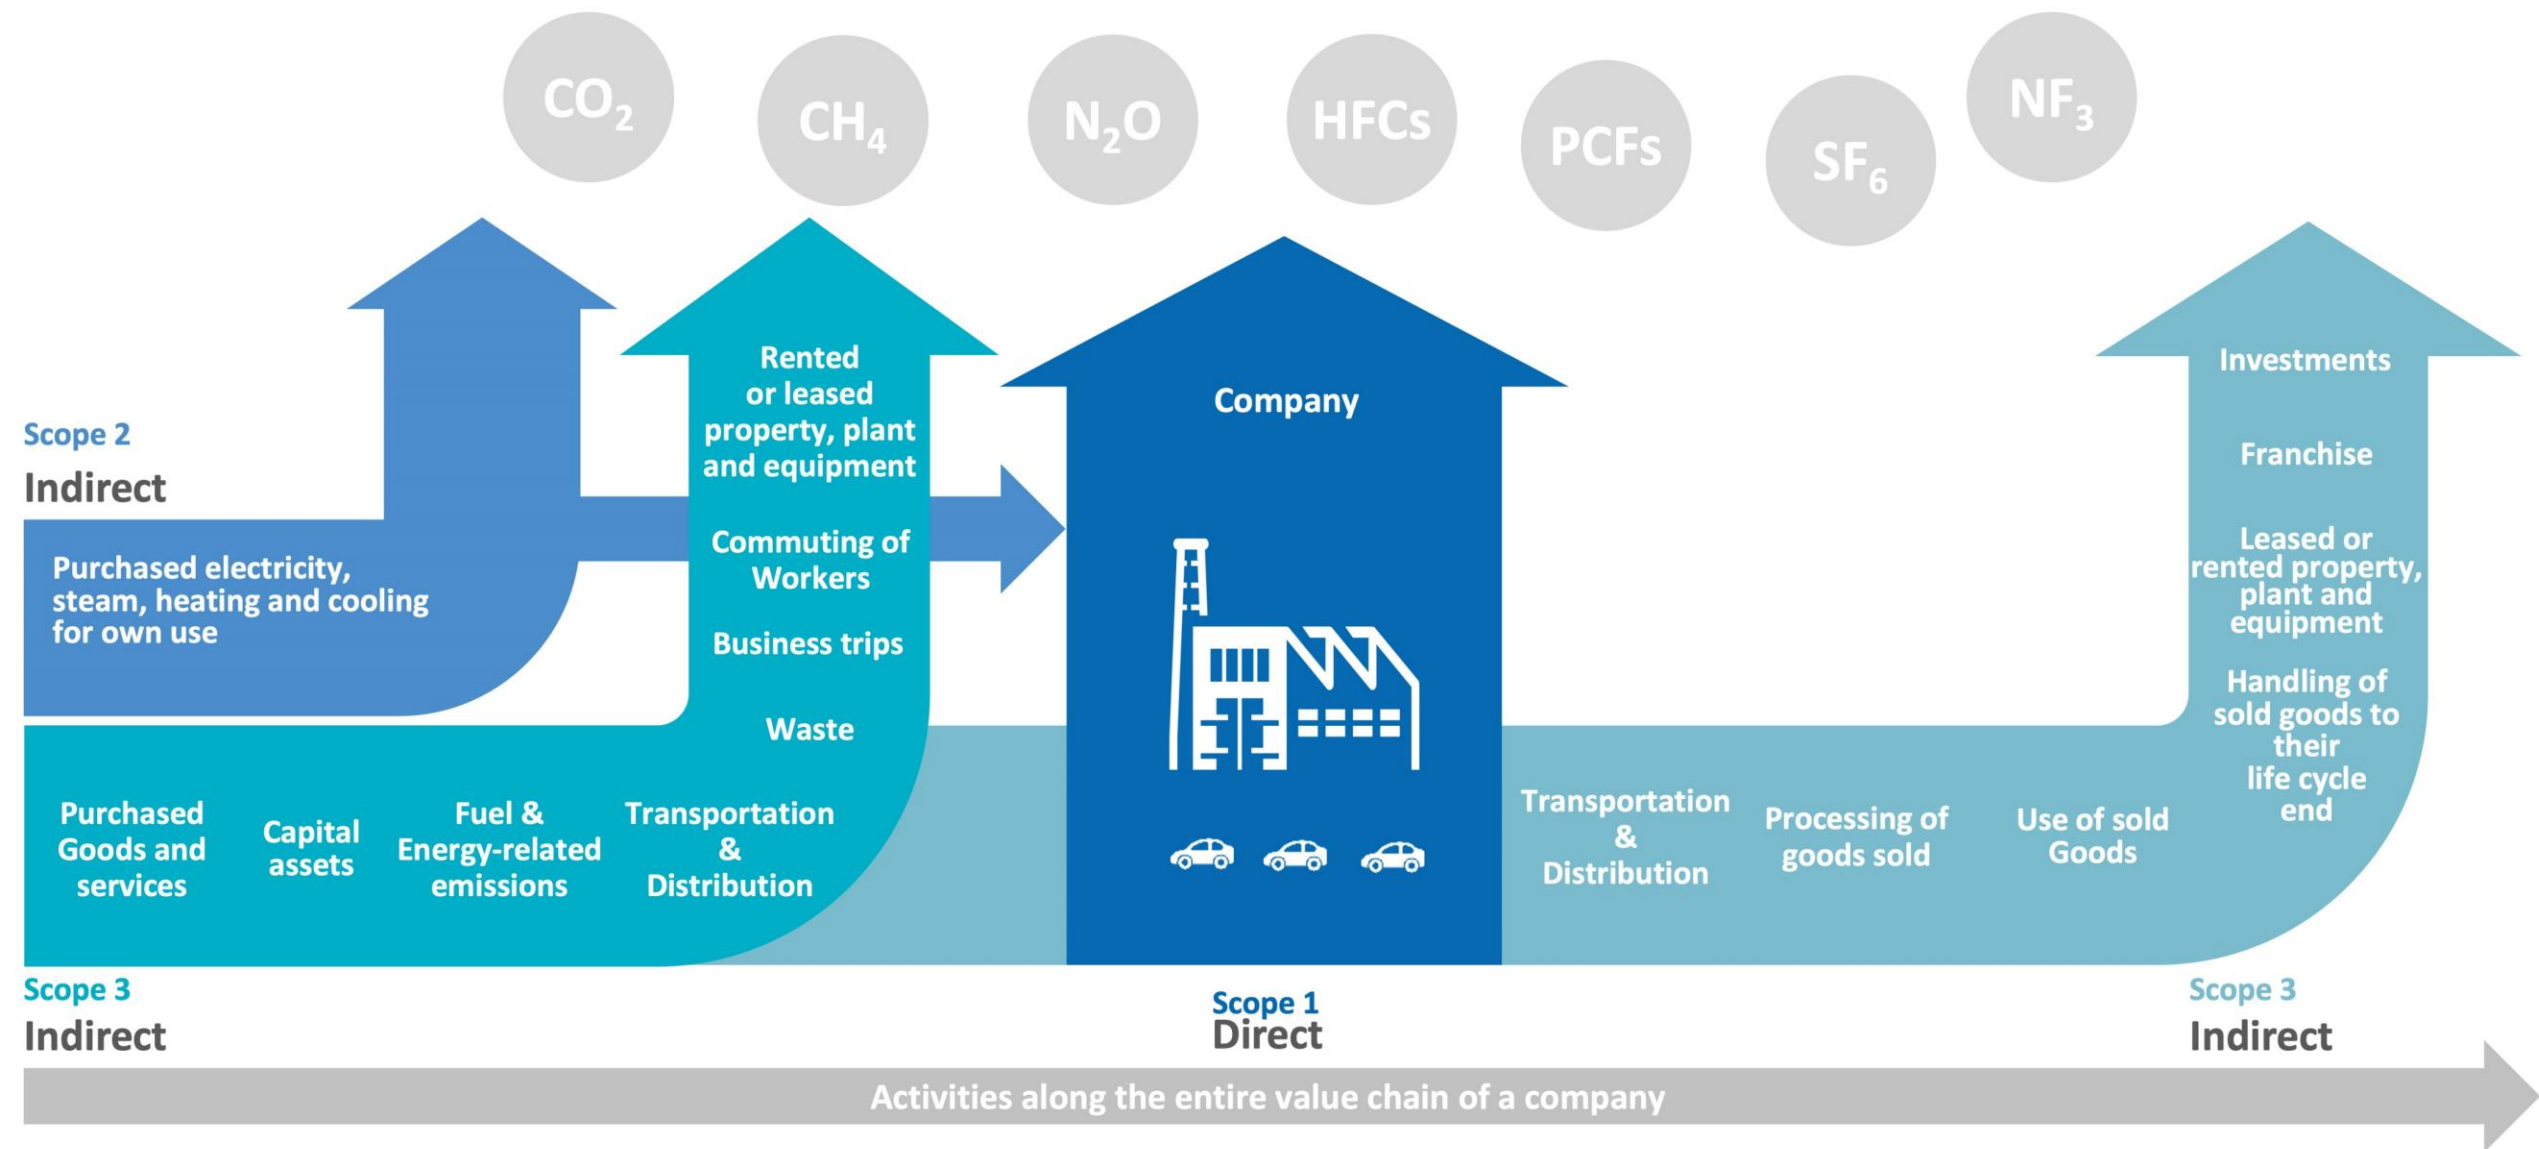 CO₂
CH₄
N₂O
HFCs
PCFs
SF₆
NF₃
Scope 2
Indirect
Purchased electricity,
steam, heating and cooling
for own use
Rented
or leased
property, plant
and equipment
Commuting of
Workers
Business trips
Waste
Purchased
Goods and
services
Capital
assets
Fuel &
Energy-related
emissions
Transportation
&
Distribution
Scope 3
Indirect
Company
Scope 1
Direct
Transportation
&
Distribution
Processing of
goods sold
Use of sold
Goods
Investments
Franchise
Leased or
rented property,
plant and
equipment
Handling of
sold goods to
their
life cycle
end
Scope 3
Indirect
Activities along the entire value chain of a company